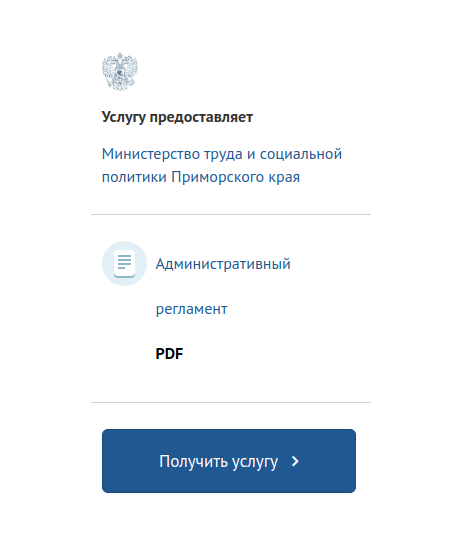 Услугу предоставляет
Министерство труда и социальной
политики Приморского края
Административный
регламент
PDF
Получить услугу